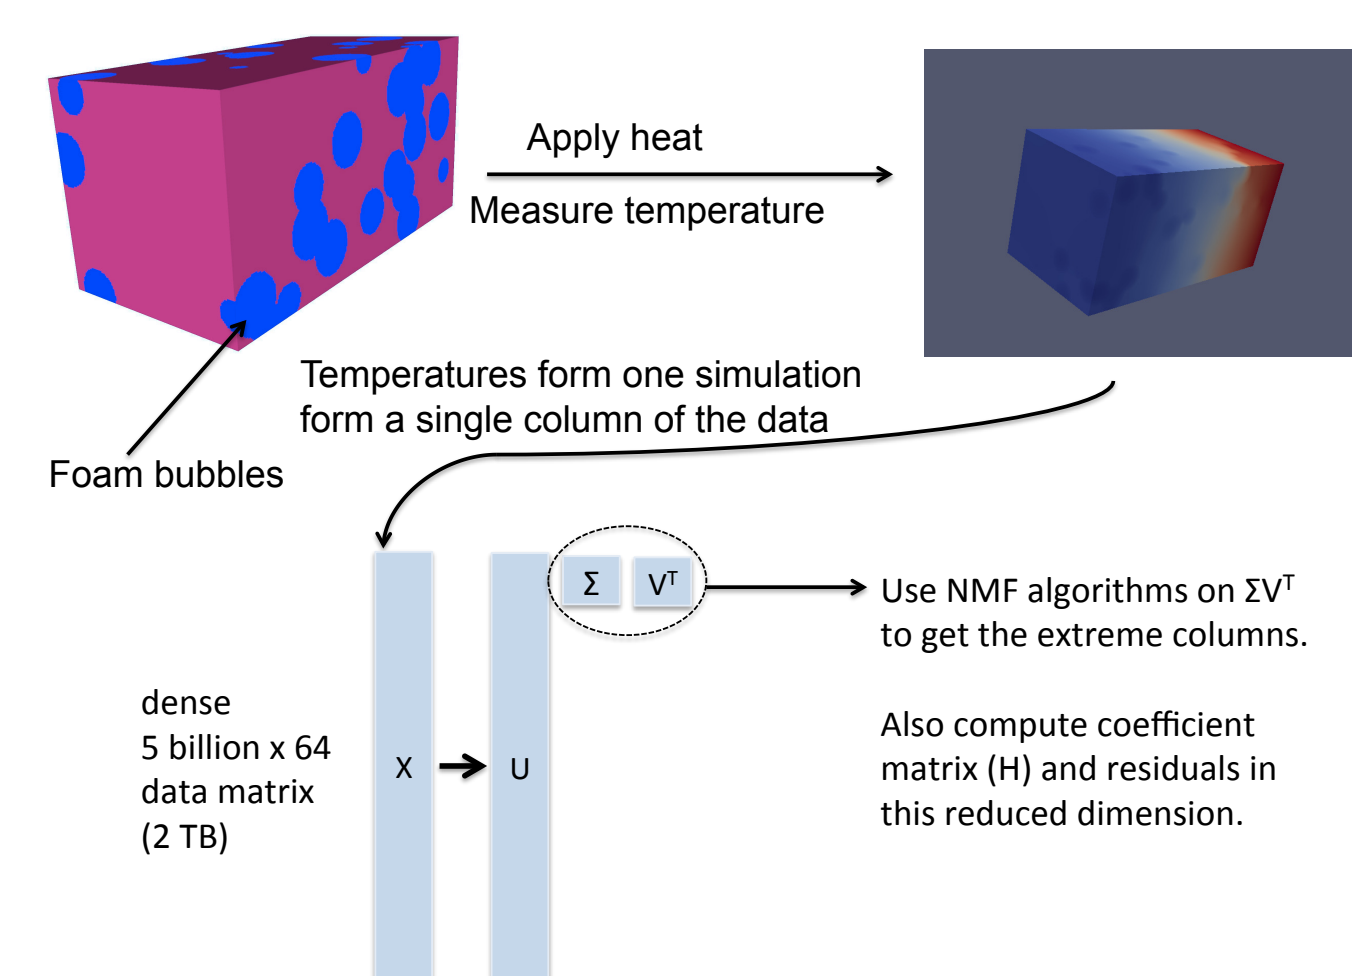 Apply heat
Measure temperature
Temperatures form one simulation
form a single column of the data
Foam bubbles
Σ
Vᵀ
Use NMF algorithms on ΣVᵀ
to get the extreme columns.
dense
5 billion x 64
data matrix
(2 TB)
X
U
Also compute coefficient
matrix (H) and residuals in
this reduced dimension.